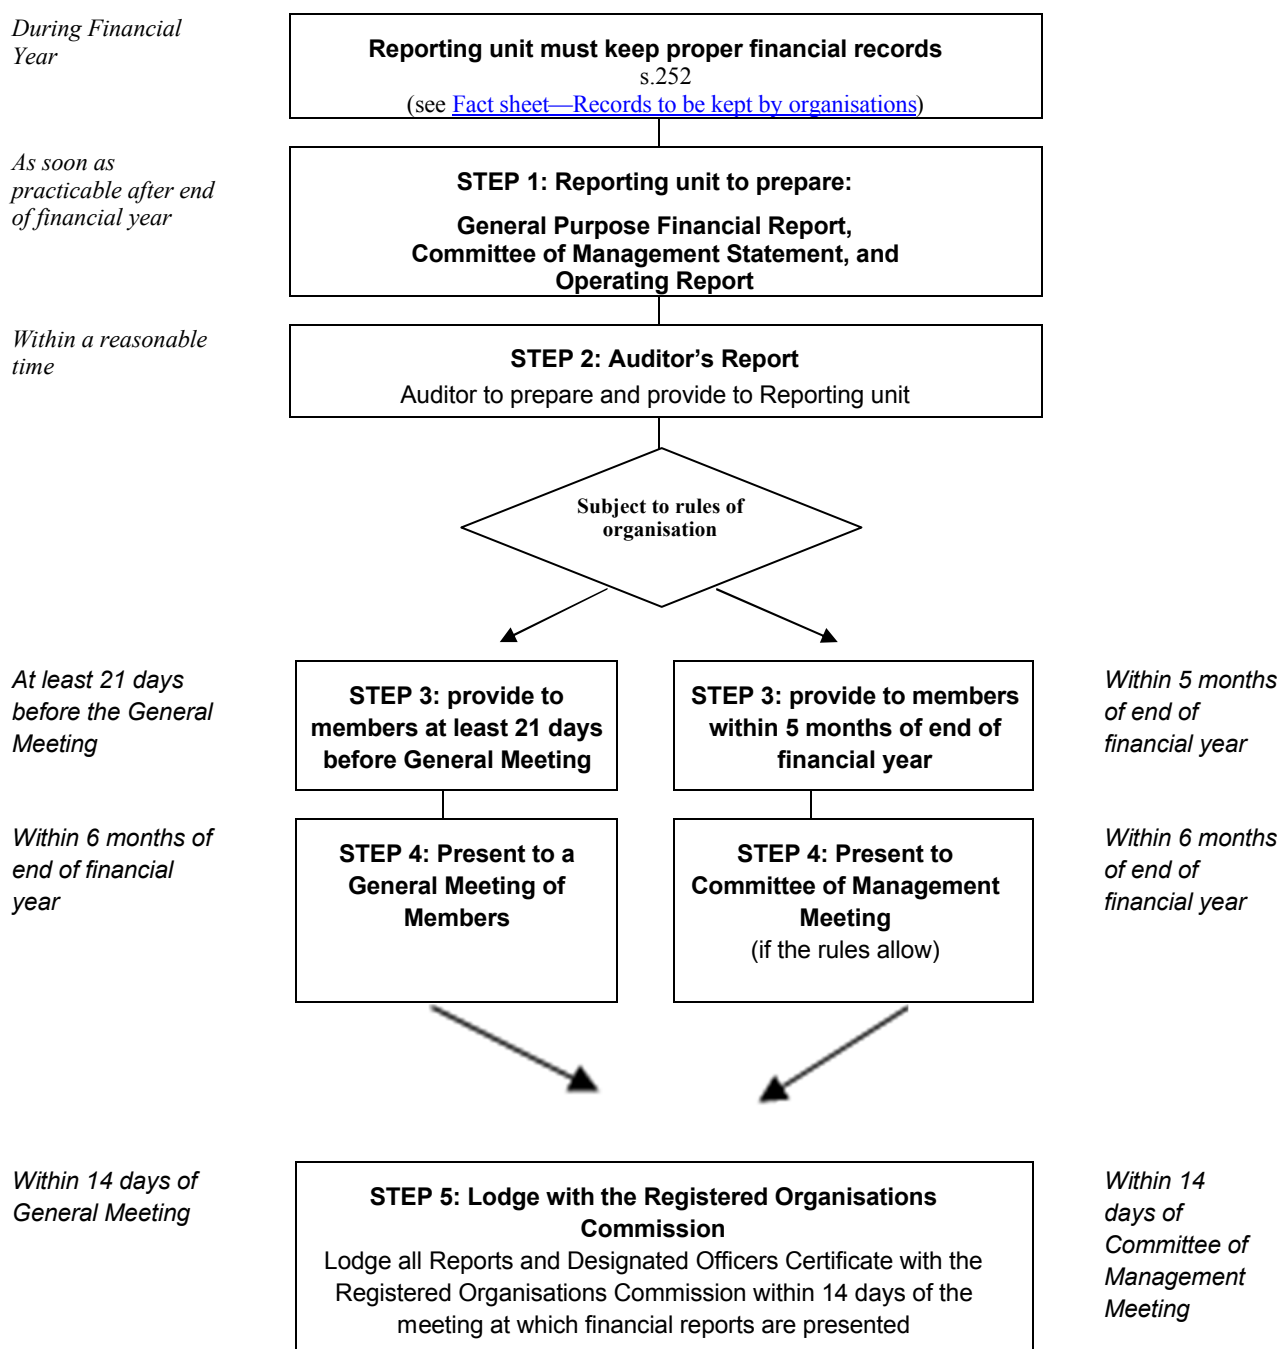 During Financial
Year
Reporting unit must keep proper financial records
s.252
(see Fact sheet—Records to be kept by organisations)
As soon as
practicable after end
of financial year
STEP 1: Reporting unit to prepare:
General Purpose Financial Report,
Committee of Management Statement, and
Operating Report
Within a reasonable
time
STEP 2: Auditor’s Report
Auditor to prepare and provide to Reporting unit
Subject to rules of
organisation
At least 21 days
before the General
Meeting
STEP 3: provide to
members at least 21 days
before General Meeting
STEP 3: provide to members
within 5 months of end of
financial year
Within 5 months
of end of
financial year
Within 6 months of
end of financial
year
STEP 4: Present to a
General Meeting of
Members
STEP 4: Present to
Committee of Management
Meeting
(if the rules allow)
Within 6 months
of end of
financial year
Within 14 days of
General Meeting
STEP 5: Lodge with the Registered Organisations
Commission
Lodge all Reports and Designated Officers Certificate with the
Registered Organisations Commission within 14 days of the
meeting at which financial reports are presented
Within 14
days of
Committee of
Management
Meeting